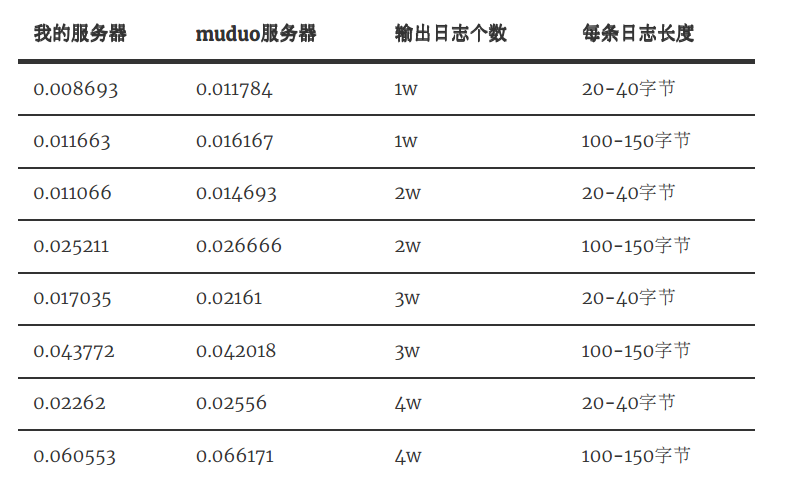 我的服务器 muduo服务器 输出日志个数 每条日志长度
0.008693 0.011784 1w 20-40字节
0.011663 0.016167 1w 100-150字节
0.011066 0.014693 2w 20-40字节
0.025211 0.026666 2w 100-150字节
0.017035 0.02161 3w 20-40字节
0.043772 0.042018 3w 100-150字节
0.02262 0.02556 4w 20-40字节
0.060553 0.066171 4w 100-150字节